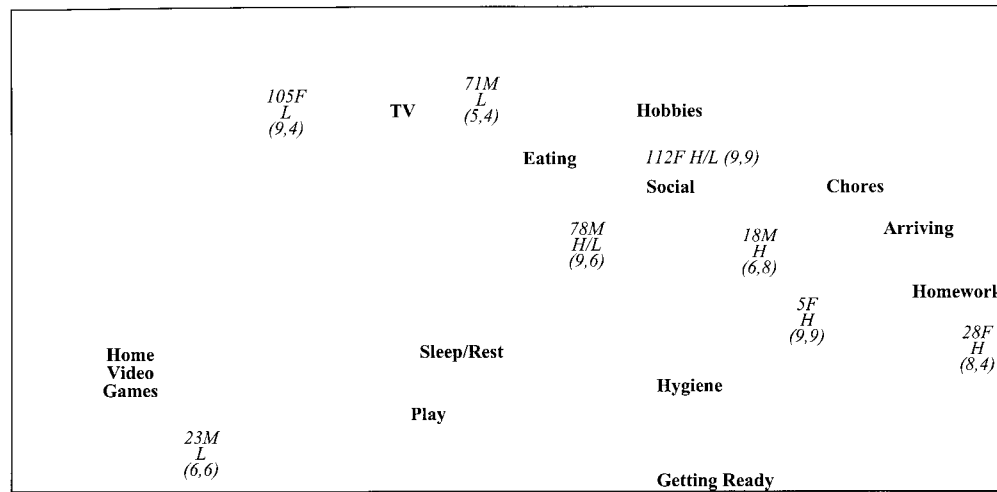 105F
L
(9,4)
TV
71M
L
(5,4)
Hobbies
Eating
112F H/L (9,9)
Social
Chores
78M
H/L
(9,6)
18M
H
(6,8)
Arriving
Homework
5F
H
(9,9)
28F
H
(8,4)
Home
Video
Games
Sleep/Rest
Hygiene
Play
23M
L
(6,6)
Getting Ready